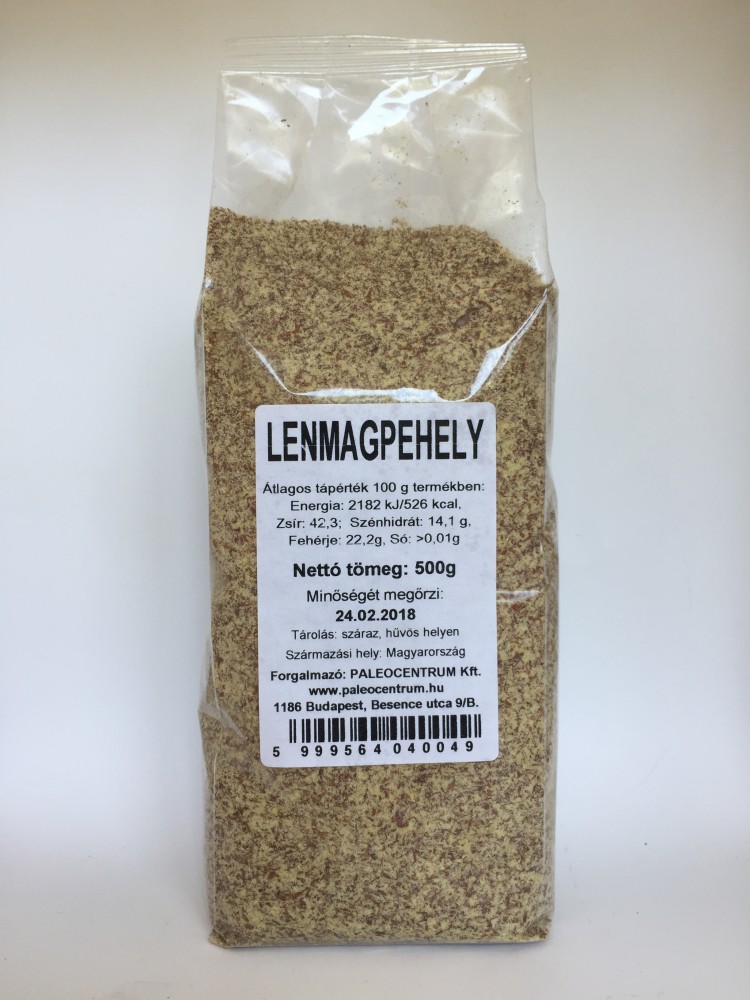 LENMAGPEHELY
Átlagos tápérték 100 g termékben:
Energia: 2182 kJ/526 kcal,
Zsír: 42,3; Szénhidrát: 14,1 g,
Fehérje: 22,2g, Só: >0,01g
Nettó tömeg: 500g
Minőségét megőrzi:
24.02.2018
Tárolás: száraz, hűvös helyen
Származási hely: Magyarország
Forgalmazó: PALEOCENTRUM Kft.
www.paleocentrum.hu
1186 Budapest, Besence utca 9/B.
5 999564 040049